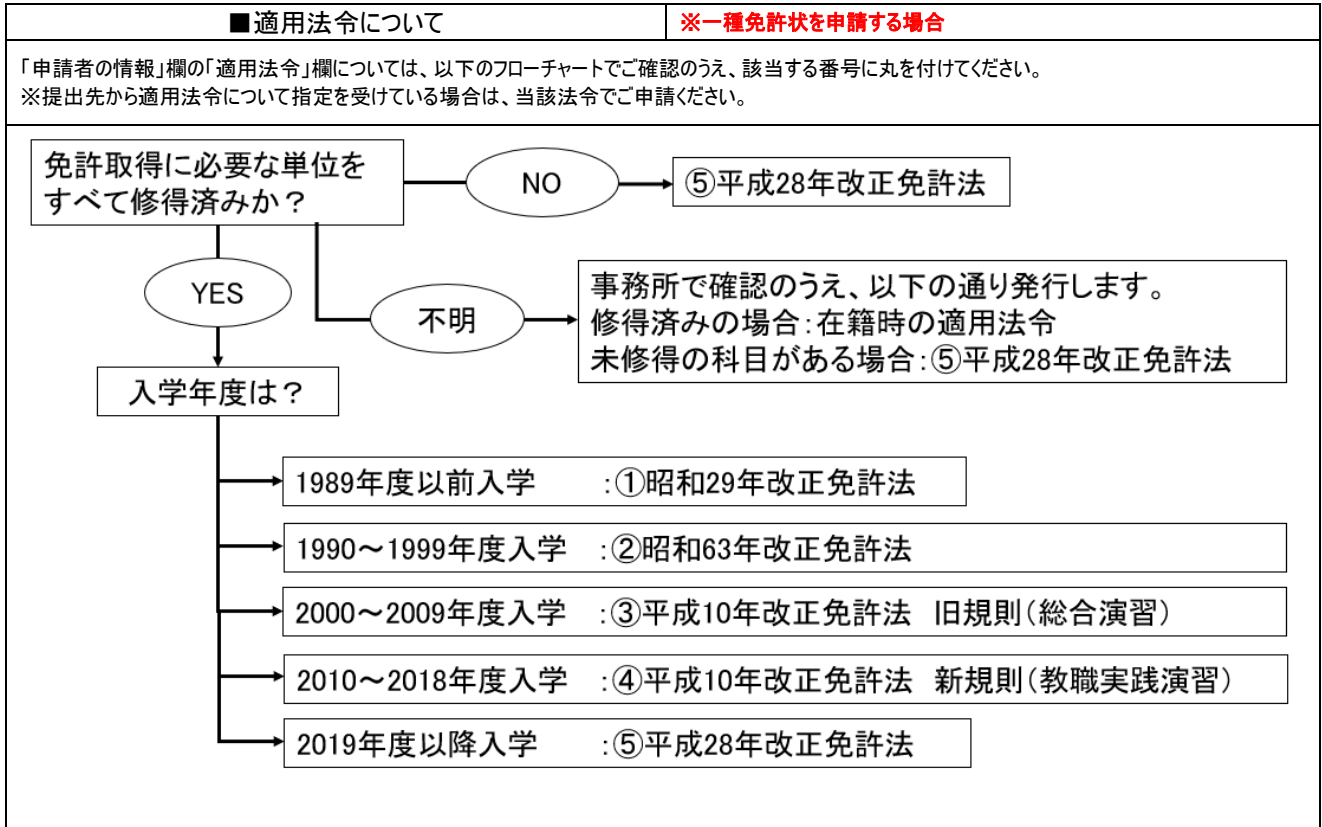 ■適用法令について
※一種免許状を申請する場合
「申請者の情報」欄の「適用法令」欄については、以下のフローチャートでご確認のうえ、該当する番号に丸を付けてください。
※提出先から適用法令について指定を受けている場合は、当該法令でご申請ください。
免許取得に必要な単位を
すべて修得済みか？
NO
⑤平成28年改正免許法
YES
不明
事務所で確認のうえ、以下の通り発行します。
修得済みの場合：在籍時の適用法令
未修得の科目がある場合：⑤平成28年改正免許法
入学年度は？
1989年度以前入学　　：①昭和29年改正免許法
1990～1999年度入学　：②昭和63年改正免許法
2000～2009年度入学　：③平成10年改正免許法　旧規則（総合演習）
2010～2018年度入学　：④平成10年改正免許法　新規則（教職実践演習）
2019年度以降入学　　：⑤平成28年改正免許法